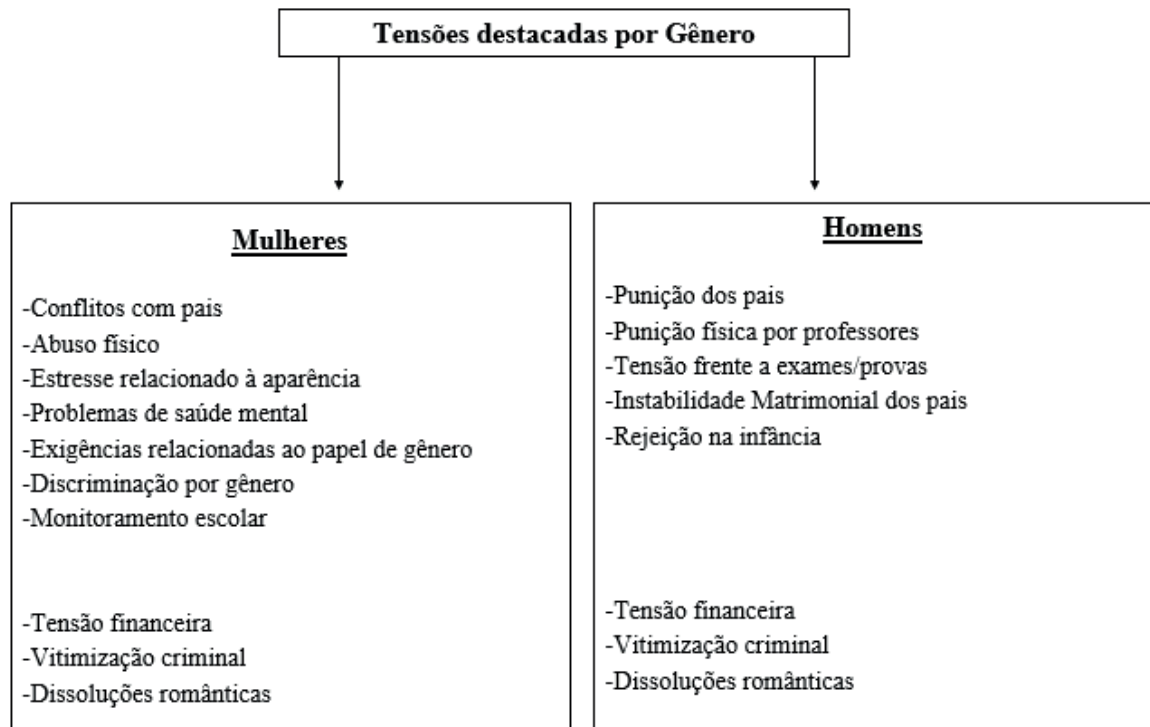 Tensões destacadas por Gênero
Mulheres
-Conflitos com pais
-Abuso físico
-Estresse relacionado à aparência
-Problemas de saúde mental
-Exigências relacionadas ao papel de gênero
-Discriminação por gênero
-Monitoramento escolar
-Tensão financeira
-Vitimização criminal
-Dissoluções românticas
Homens
-Punição dos pais
-Punição física por professores
-Tensão frente a exames/provas
-Instabilidade Matrimonial dos pais
-Rejeição na infância
-Tensão financeira
-Vitimização criminal
-Dissoluções românticas